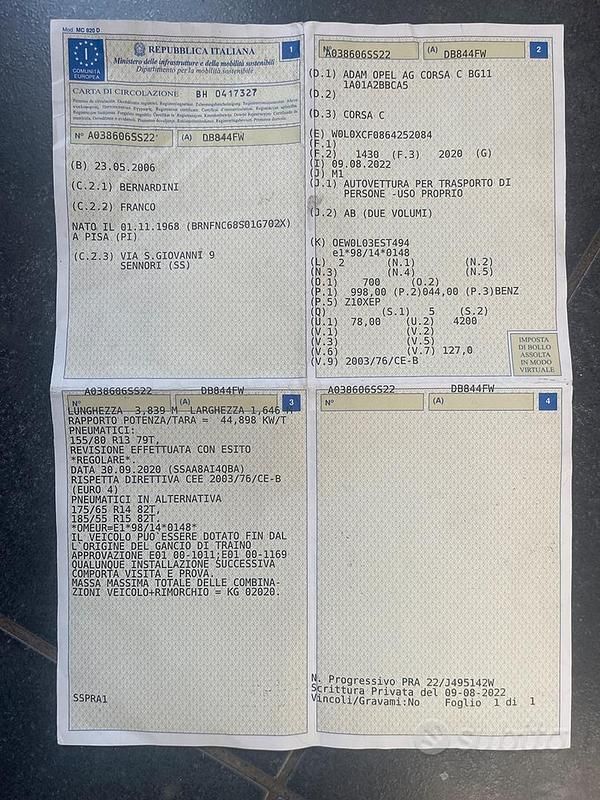 Mod. MC 820 D
COMUNITÀ EUROPEA
REPUBBLICA ITALIANA
Ministero delle infrastrutture e della mobilità sostenibili
Dipartimento per la mobilità sostenibile
1
CARTA DI CIRCOLAZIONE BH 0417327
N° A038606SS22 (A) DB844FW
(B) 23.05.2006
(C.2.1) BERNARDINI
(C.2.2) FRANCO
NATO IL 01.11.1968 (BRNFNC68S01G702X)
A PISA (PI)
(C.2.3) VIA S.GIOVANNI 9
SENNORI (SS)
N° A038606SS22 (A) DB844FW 2
(D.1) ADAM OPEL AG CORSA C BG11
1A01A2BBCA5
(D.2)
(D.3) CORSA C
(E) W0L0XCF0864252084
(F.1)
(F.2) 1430 (F.3) 2020 (G)
(I) 09.08.2022
(J) M1
(J.1) AUTOVETTURA PER TRASPORTO DI
PERSONE -USO PROPRIO
(J.2) AB (DUE VOLUMI)
(K) OEW0L03EST494
e1*98/14*0148
(L) 2 (N.1) (N.2)
(N.3) (N.4) (N.5)
(O.1) 700 (O.2)
(P.1) 998,00 (P.2)044,00 (P.3)BENZ
(P.5) Z10XEP
(Q) (S.1) 5 (S.2)
(U.1) 78,00 (U.2) 4200
(V.1) (V.2)
(V.3) (V.5)
(V.6) (V.7) 127,0
(V.9) 2003/76/CE-B
IMPOSTA
DI BOLLO
ASSOLTA
IN MODO
VIRTUALE
A038606SS22 DB844FW
N° (A) 3
LUNGHEZZA 3,839 M LARGHEZZA 1,646 M
RAPPORTO POTENZA/TARA = 44,898 KW/T
PNEUMATICI:
155/80 R13 79T,
REVISIONE EFFETTUATA CON ESITO
*REGOLARE*.
DATA 30.09.2020 (SSAA8AI4QBA)
RISPETTA DIRETTIVA CEE 2003/76/CE-B
(EURO 4)
PNEUMATICI IN ALTERNATIVA
175/65 R14 82T,
185/55 R15 82T.
*OMEUR=E1*98/14*0148*
IL VEICOLO PUO`ESSERE DOTATO FIN DAL
L`ORIGINE DEL GANCIO DI TRAINO
APPROVAZIONE E01 00-1011;E01 00-1169
QUALUNQUE INSTALLAZIONE SUCCESSIVA
COMPORTA VISITA E PROVA.
MASSA MASSIMA TOTALE DELLE COMBINA-
ZIONI VEICOLO+RIMORCHIO = KG 02020.
SSPRA1
A038606SS22 DB844FW
N° (A) 4
N. Progressivo PRA 22/J495142W
Scrittura Privata del 09-08-2022
Vincoli/Gravami:No Foglio 1 di 1
subito